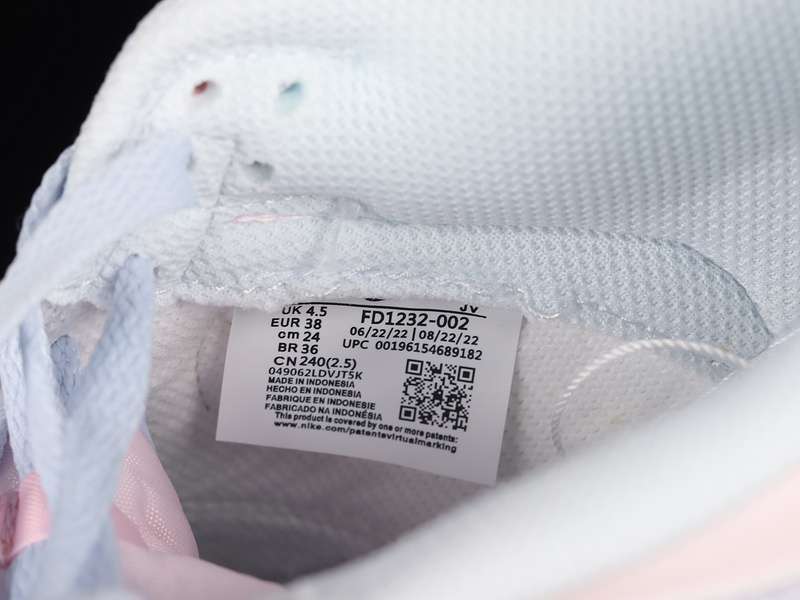 JV
UK 4.5
EUR 38
cm 24
BR 36
CN 240(2.5)
FD1232-002
06/22/22 | 08/22/22
UPC 00196154689182
049062LDVJT5K
MADE IN INDONESIA
HECHO EN INDONESIA
FABRIQUE EN INDONESIE
FABRICADO NA INDONÉSIA
This product is covered by one or more patents:
www.nike.com/patentsvirtualmarking